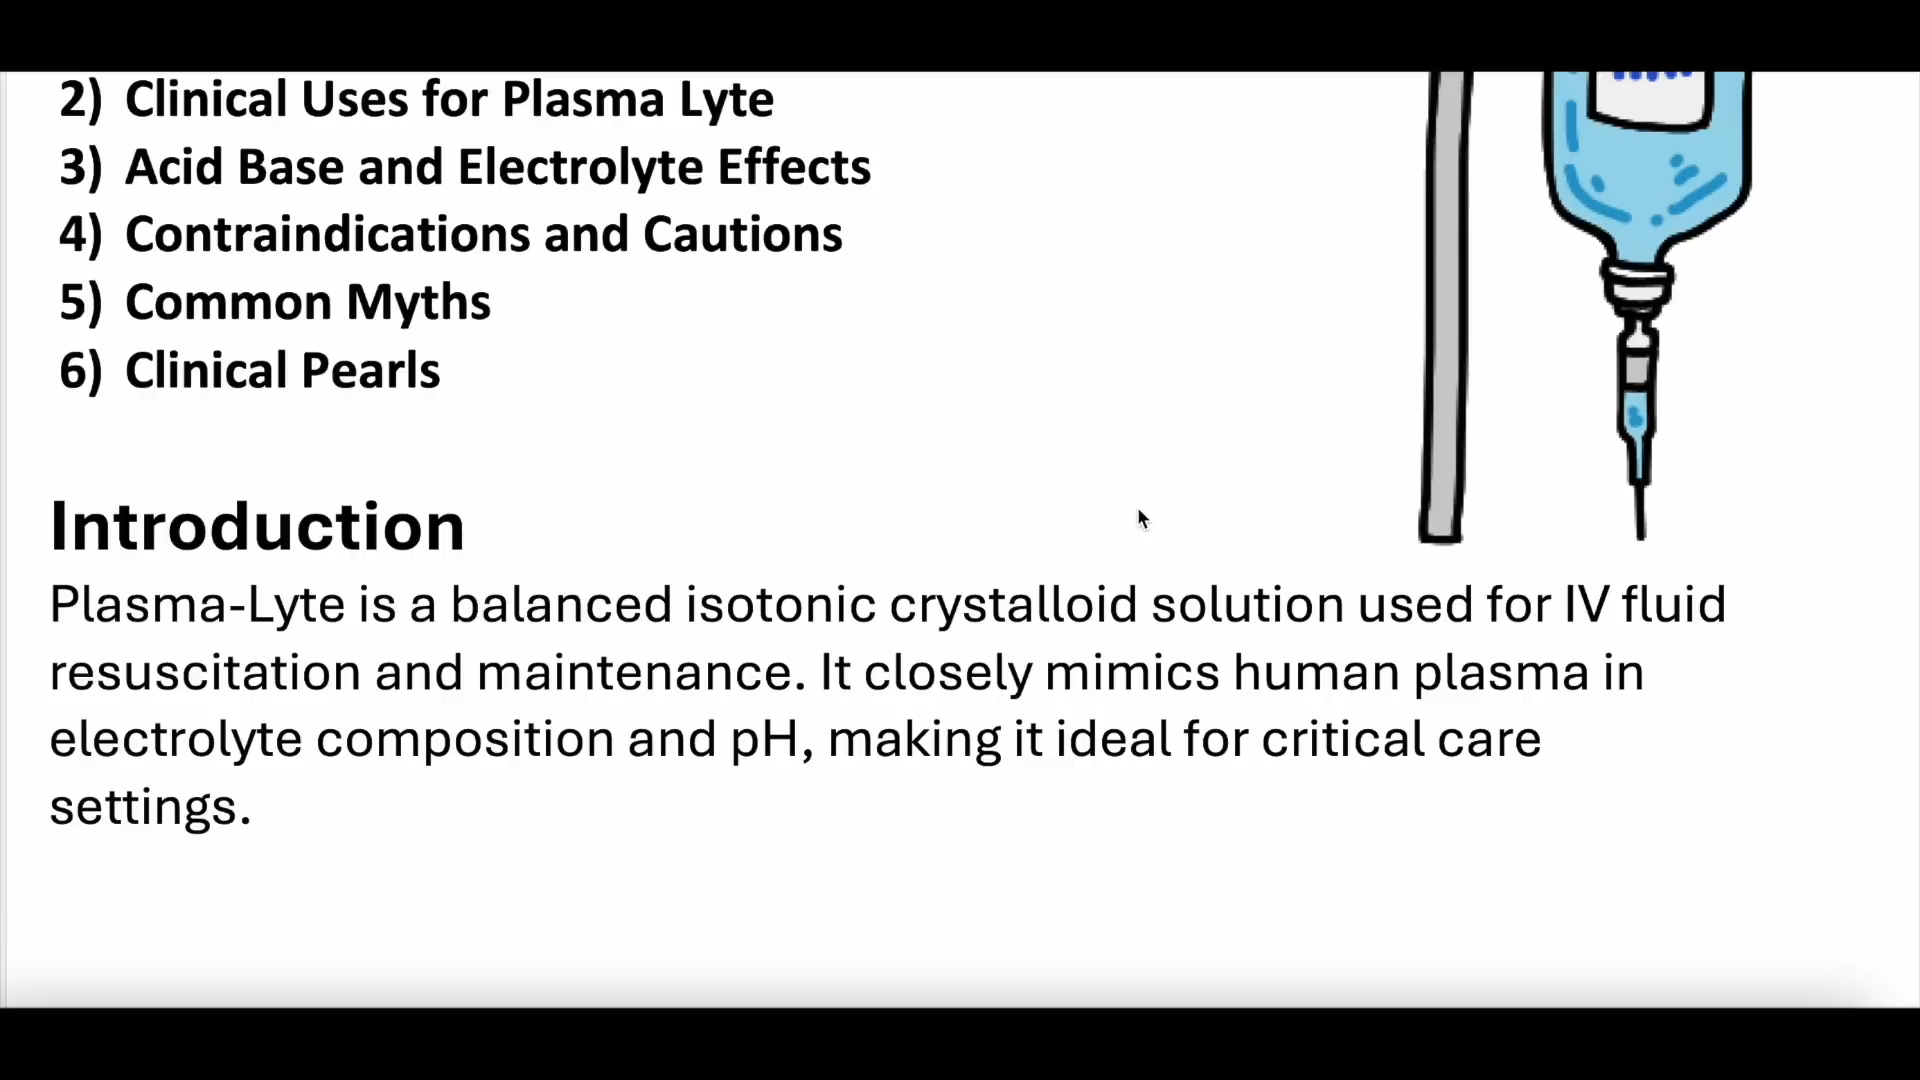 2) Clinical Uses for Plasma Lyte
3) Acid Base and Electrolyte Effects
4) Contraindications and Cautions
5) Common Myths
6) Clinical Pearls
Introduction
Plasma-Lyte is a balanced isotonic crystalloid solution used for IV fluid
resuscitation and maintenance. It closely mimics human plasma in
electrolyte composition and pH, making it ideal for critical care
settings.